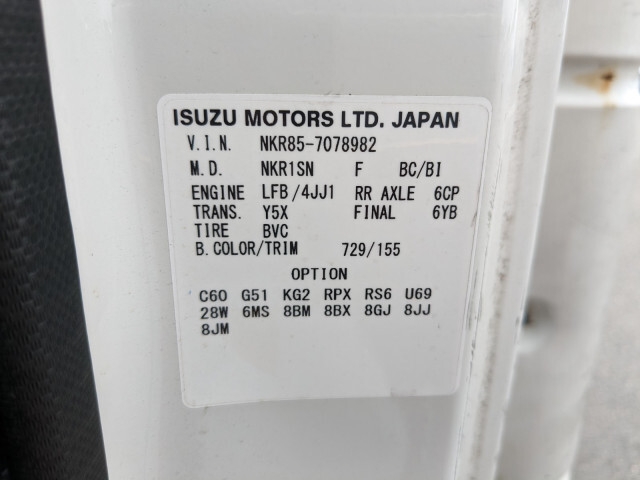 ISUZU MOTORS LTD. JAPAN
V.I.N. NKR85-7078982
M.D. NKR1SN F BC/BI
ENGINE LFB/4JJ1 RR AXLE 6CP
TRANS. Y5X FINAL 6YB
TIRE BVC
B.COLOR/TRIM 729/155
OPTION
C60 G51 KG2 RPX RS6 U69
28W 6MS 8BM 8BX 8GJ 8JJ
8JM